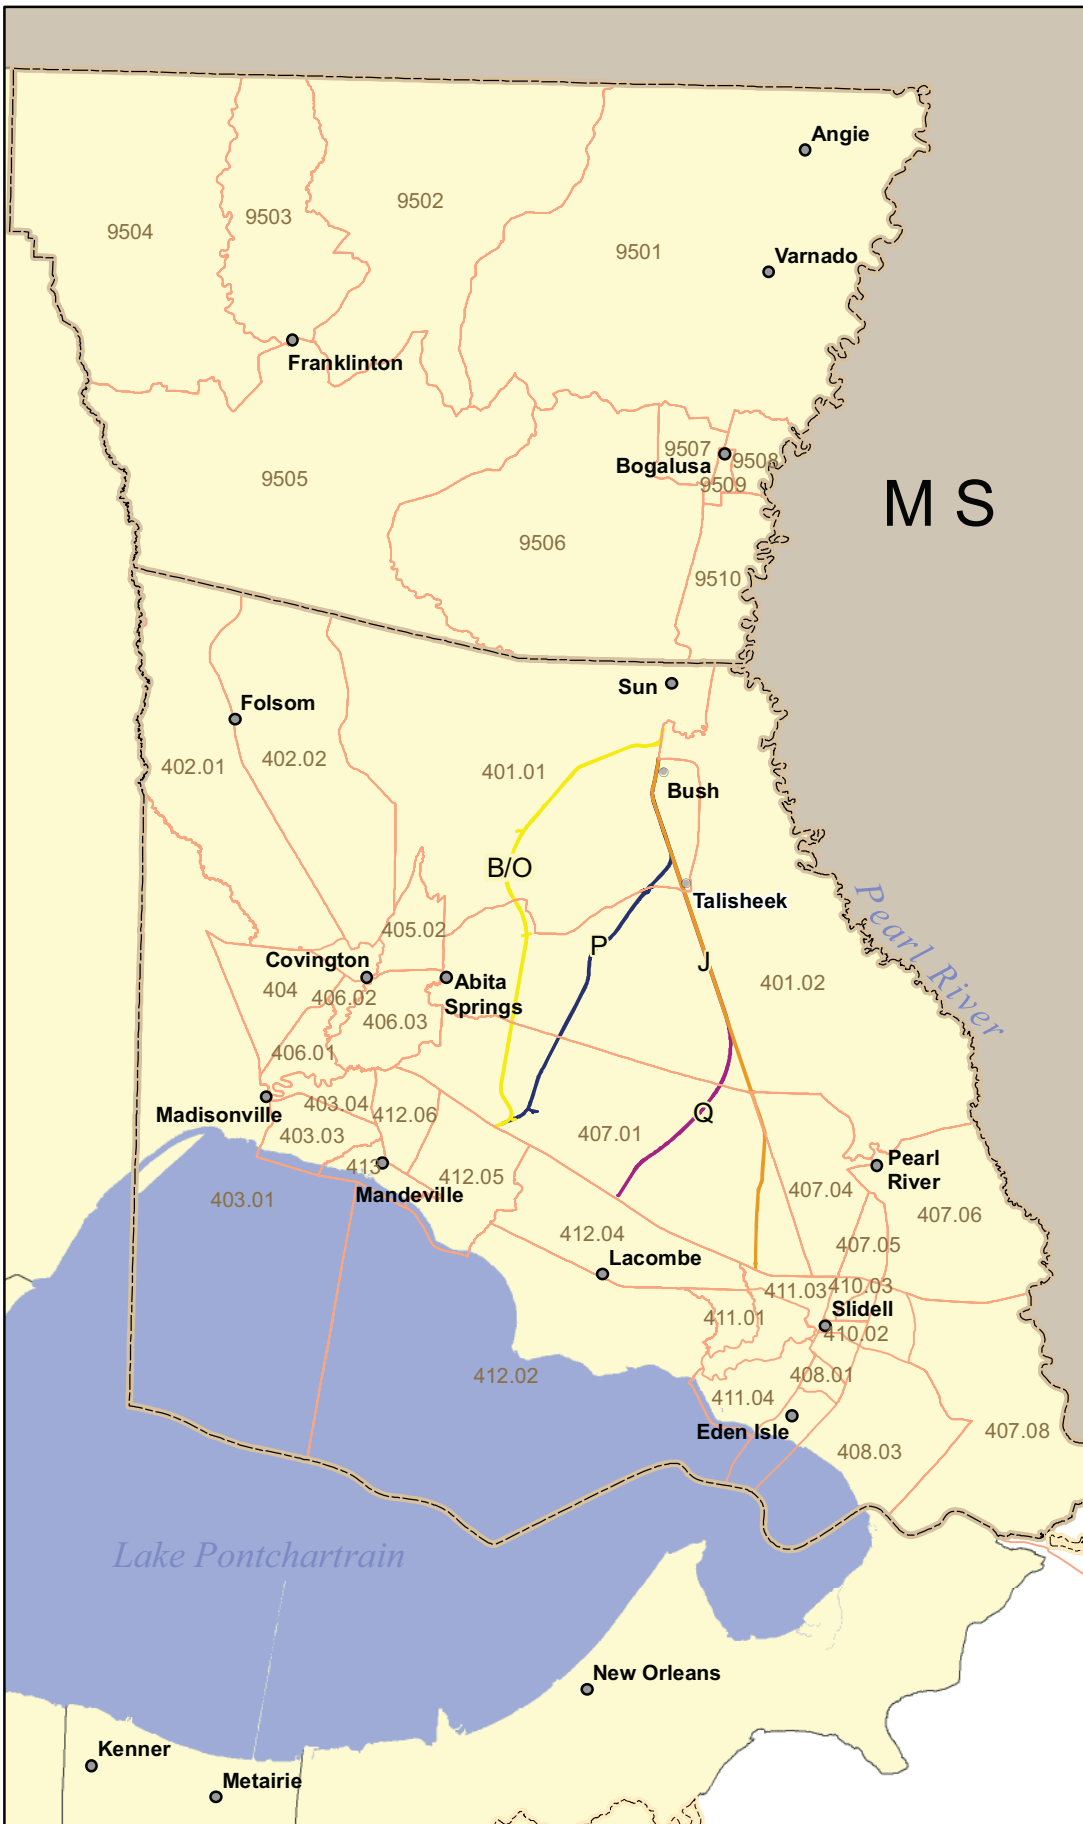 Angie
9504
9503
9502
9501
Varnado
Franklinton
9505
9507
Bogalusa
9508
9509
M S
9506
9510
Sun
Folsom
402.01
402.02
401.01
Bush
B/O
Talisheek
Pearl River
405.02
P
J
Covington
404
406.02
Abita
Springs
401.02
406.03
406.01
Madisonville
403.04
412.06
Q
403.03
407.01
413
412.05
Mandeville
Pearl
River
407.04
403.01
407.06
412.04
407.05
Lacombe
411.03
410.03
411.01
Slidell
410.02
412.02
408.01
411.04
Eden Isle
407.08
408.03
Lake Pontchartrain
New Orleans
Kenner
Metairie